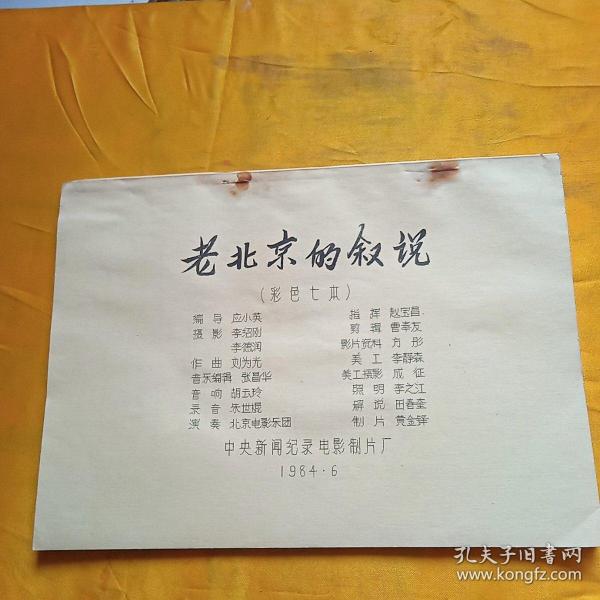 老北京的叙说
(彩色七本)
编导 应小英
摄影 李绍刚
李德润
作曲 刘为光
音乐编辑 张昌华
音响 胡云玲
录音 朱世焜
演奏 北京电影乐团
指挥 赵宝昌
剪辑 曹奉友
影片资料 方彤
美工 李静森
美工摄影 成征
照明 李之江
解说 田春奎
制片 黄金铎
中央新闻纪录电影制片厂
1984·6
孔夫子旧书网
www.kongfz.com